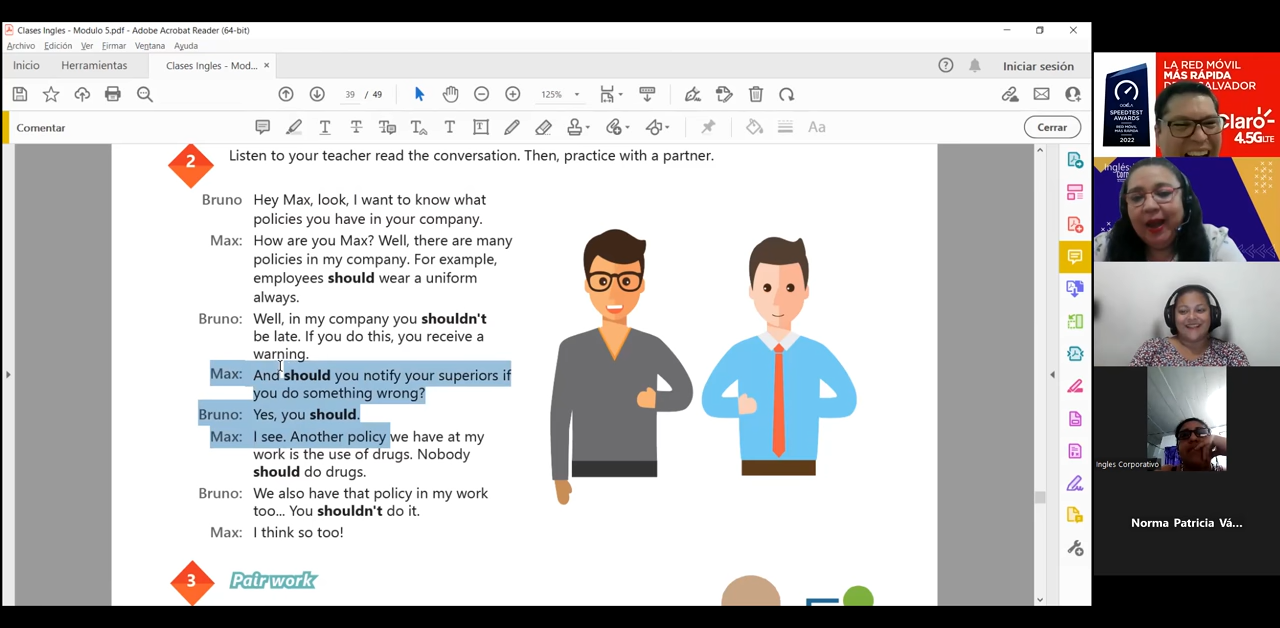 Clases Ingles - Modulo 5.pdf - Adobe Acrobat Reader (64-bit)
Archivo Edición Ver Firmar Ventana Ayuda
Inicio Herramientas Clases Ingles - Mod... × Iniciar sesión
39 / 49 125%
Comentar Aa Cerrar
2 Listen to your teacher read the conversation. Then, practice with a partner.
Bruno Hey Max, look, I want to know what
policies you have in your company.
Max: How are you Max? Well, there are many
policies in my company. For example,
employees should wear a uniform
always.
Bruno: Well, in my company you shouldn't
be late. If you do this, you receive a
warning.
Max: And should you notify your superiors if
you do something wrong?
Bruno: Yes, you should.
Max: I see. Another policy we have at my
work is the use of drugs. Nobody
should do drugs.
Bruno: We also have that policy in my work
too... You shouldn't do it.
Max: I think so too!
3 Pair work
LA RED MÓVIL
MÁS RÁPIDA
SPEEDTEST
AWARDS
2022
Claro
4.5G LTE
Inglés
Ingles Corporativo
Norma Patricia Vá...